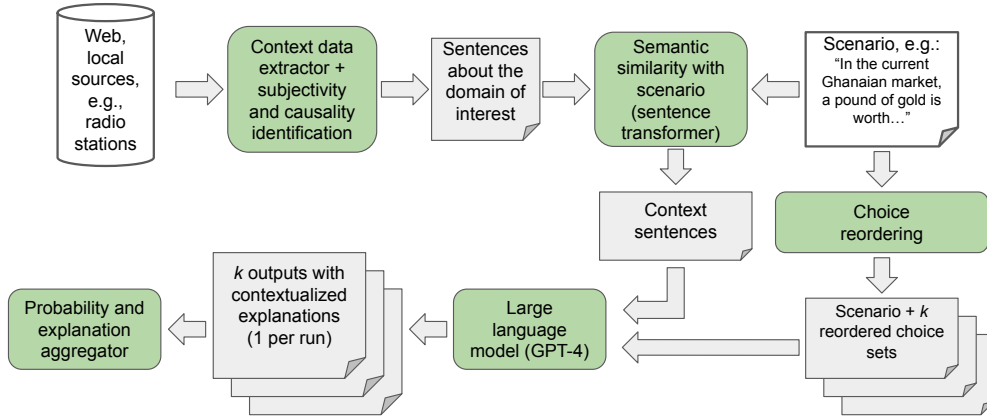 Web,
local
sources,
e.g.,
radio
stations
Context data
extractor +
subjectivity
and causality
identification
Sentences
about the
domain of
interest
Semantic
similarity with
scenario
(sentence
transformer)
Scenario, e.g.:
“In the current
Ghanaian market,
a pound of gold is
worth…”
Context
sentences
Choice
reordering
Probability and
explanation
aggregator
k outputs with
contextualized
explanations
(1 per run)
Large
language
model (GPT-4)
Scenario + k
reordered choice
sets